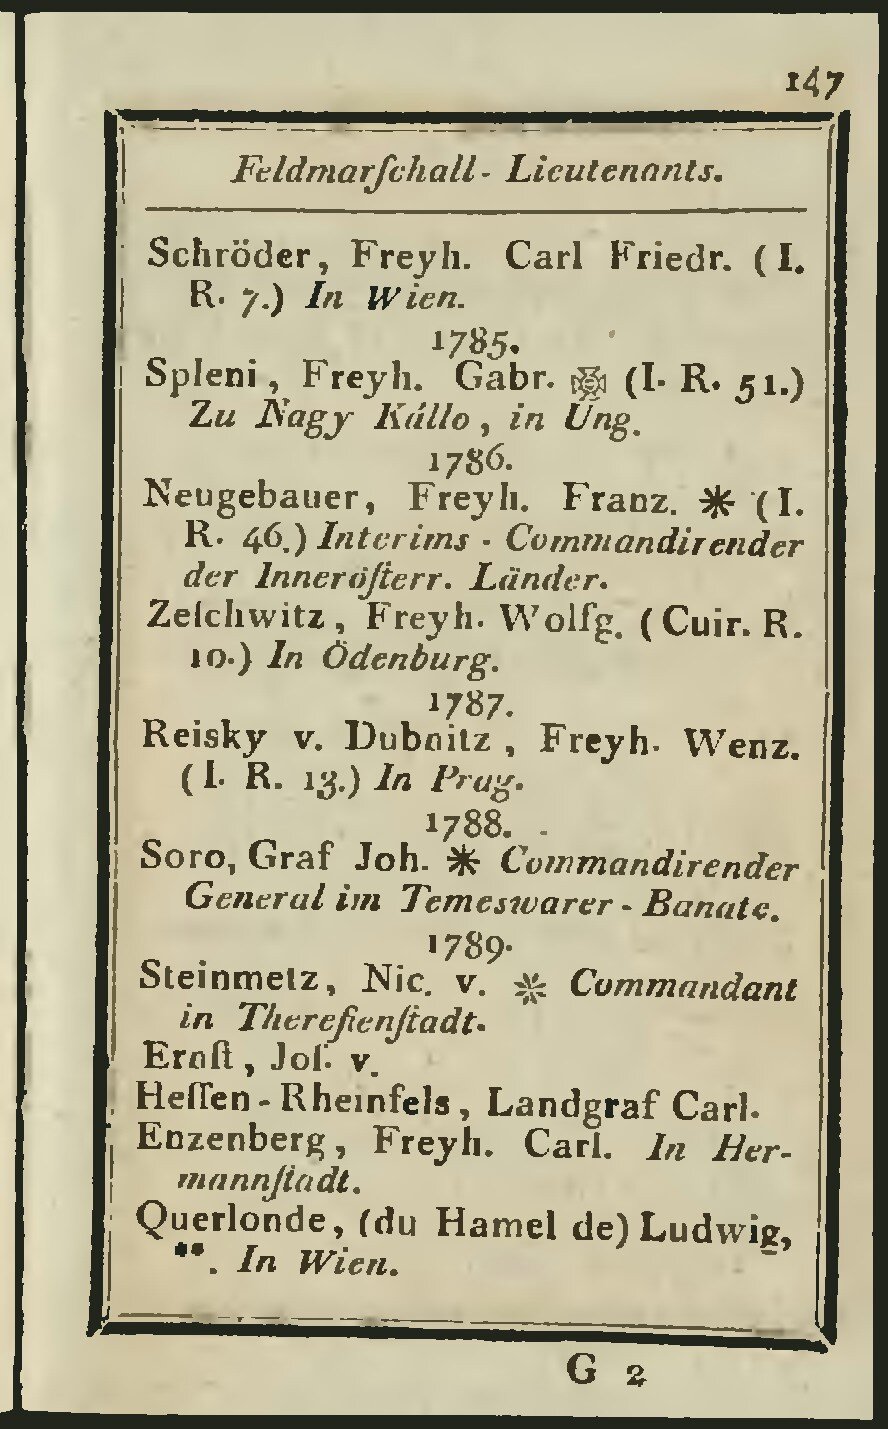 147
Feldmarſchall- Lieutenants.
Schröder, Freyh. Carl Friedr. (I.
R. 7.) In Wien.
1785.
Spleni, Freyh. Gabr. (I. R. 51.)
Zu Nagy Kállo, in Ung.
1786.
Neugebauer, Freyh. Franz. * (I.
R. 46.) Interims - Commandirender
der Inneröſterr. Länder.
Zeſchwitz, Freyh. Wolfg. (Cuir. R.
10.) In Ödenburg.
1787.
Reisky v. Dubnitz, Freyh. Wenz.
(I. R. 13.) In Prag.
1788.
Soro, Graf Joh. * Commandirender
General im Temeswarer - Banate.
1789.
Steinmetz, Nic. v. * Commandant
in Thereſienſtadt.
Ernſt, Joſ. v.
Heſſen-Rheinfels, Landgraf Carl.
Enzenberg, Freyh. Carl. In Her-
mannſtadt.
Querlonde, (du Hamel de) Ludwig,
**. In Wien.
G 2